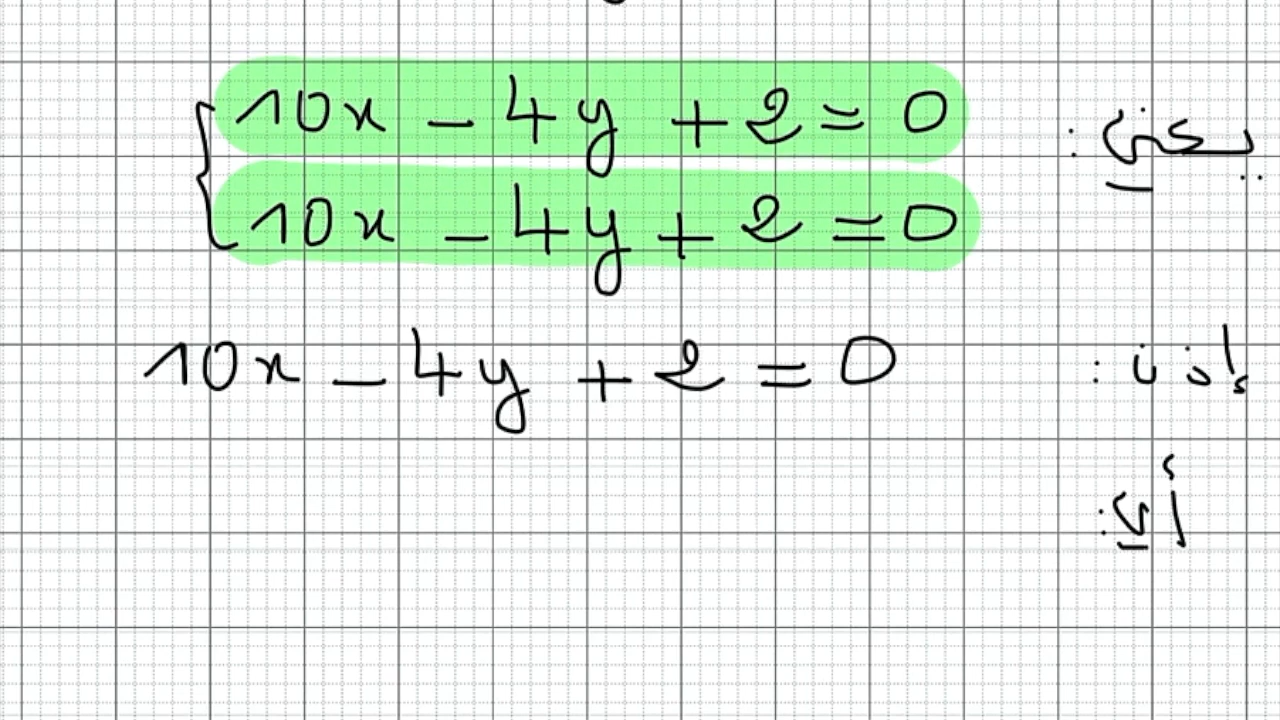 يعني: { 10x - 4y + 2 = 0
10x - 4y + 2 = 0
إذن: 10x - 4y + 2 = 0
أي: